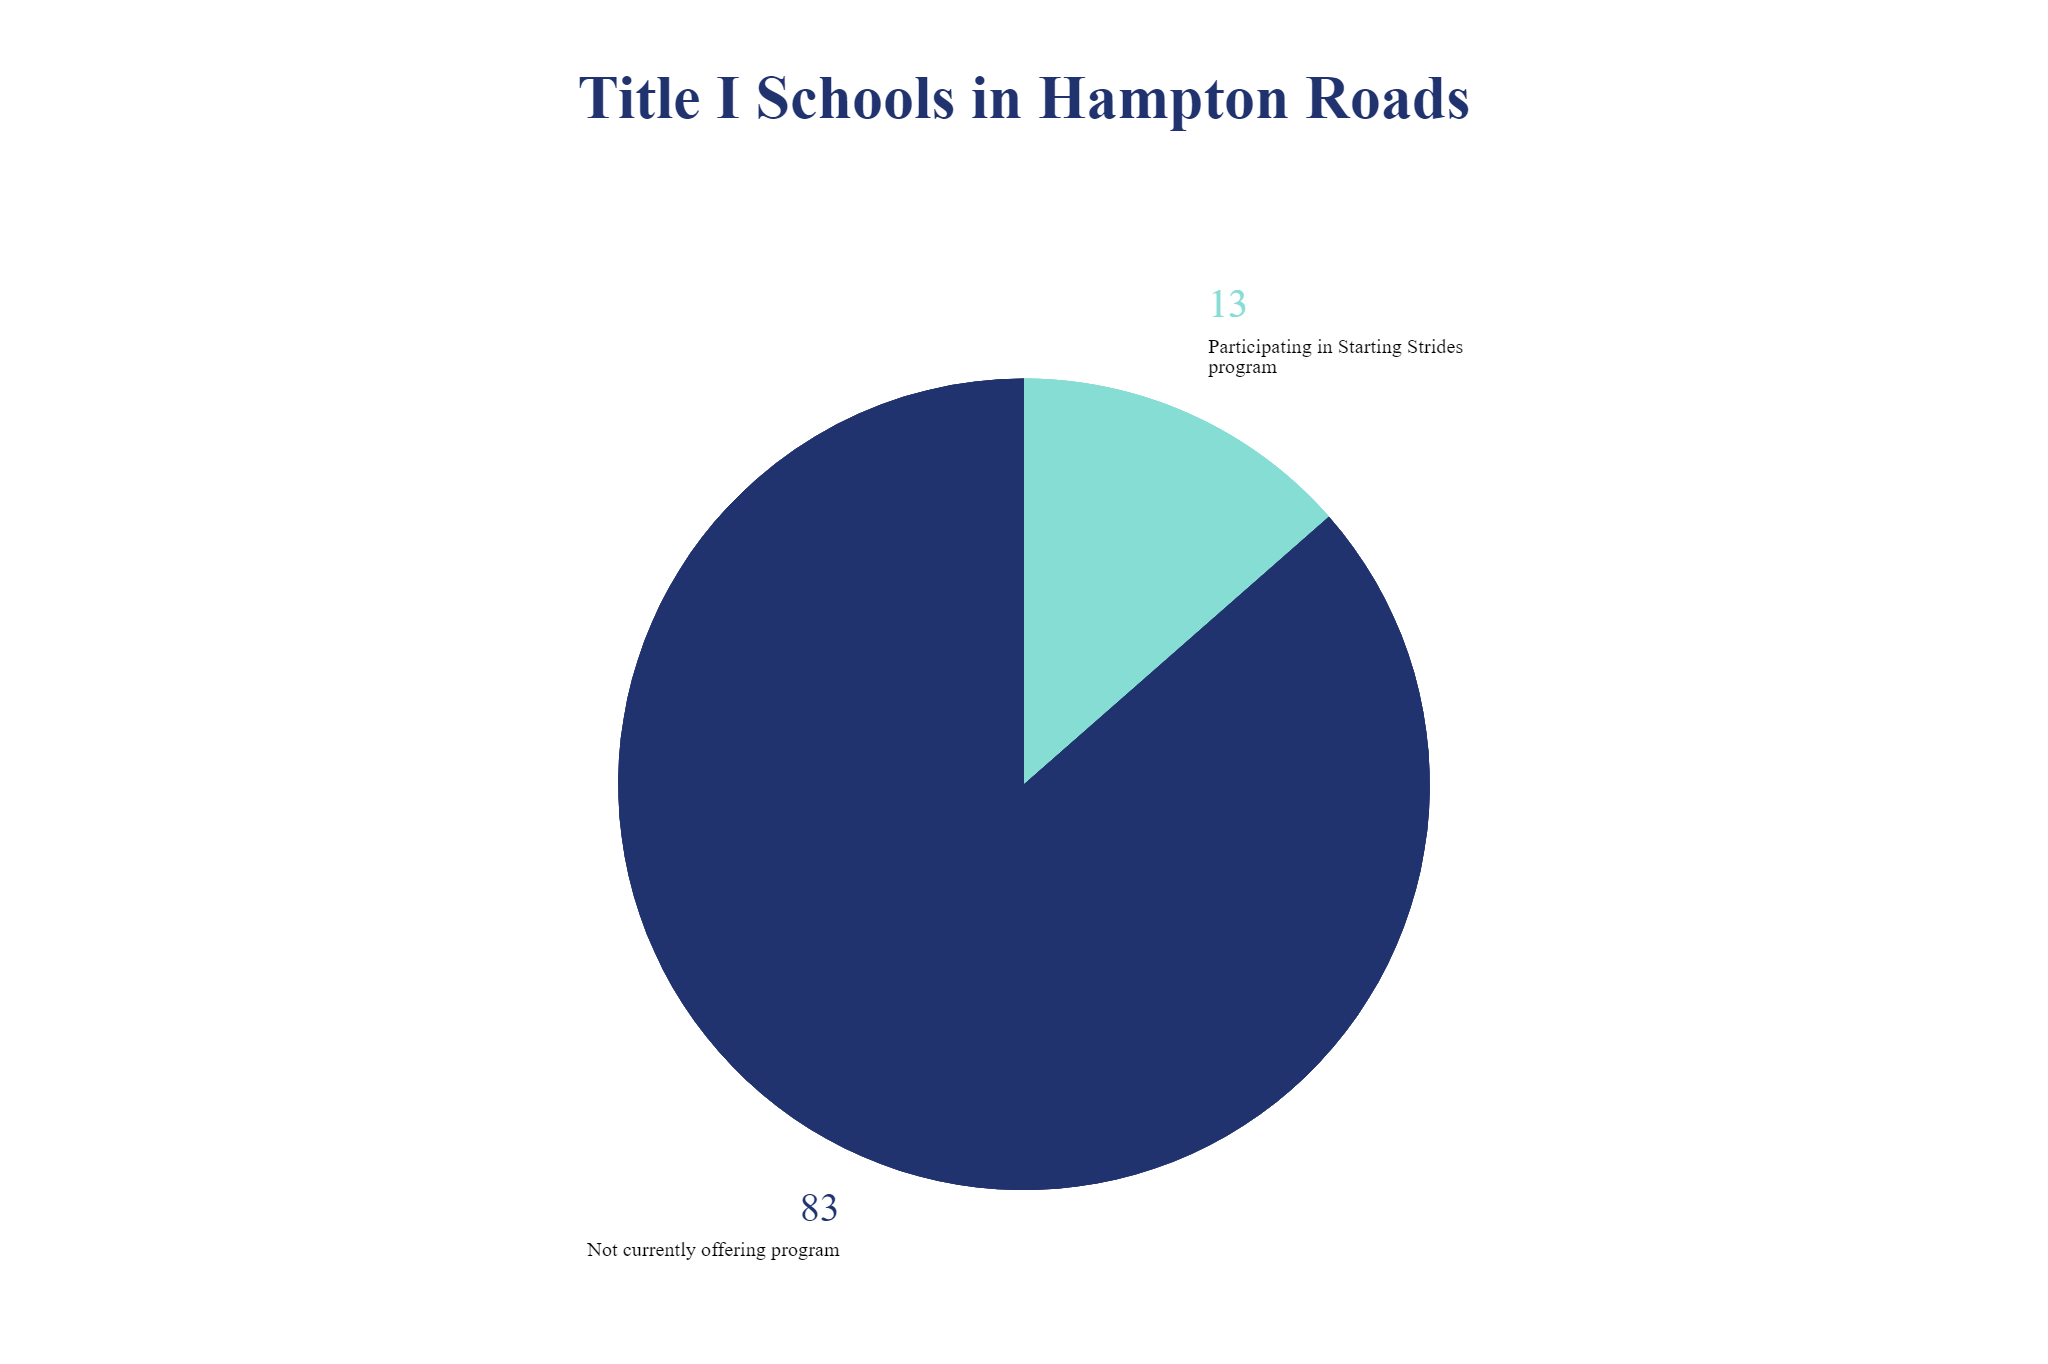 Title I Schools in Hampton Roads
13
Participating in Starting Strides
program
83
Not currently offering program